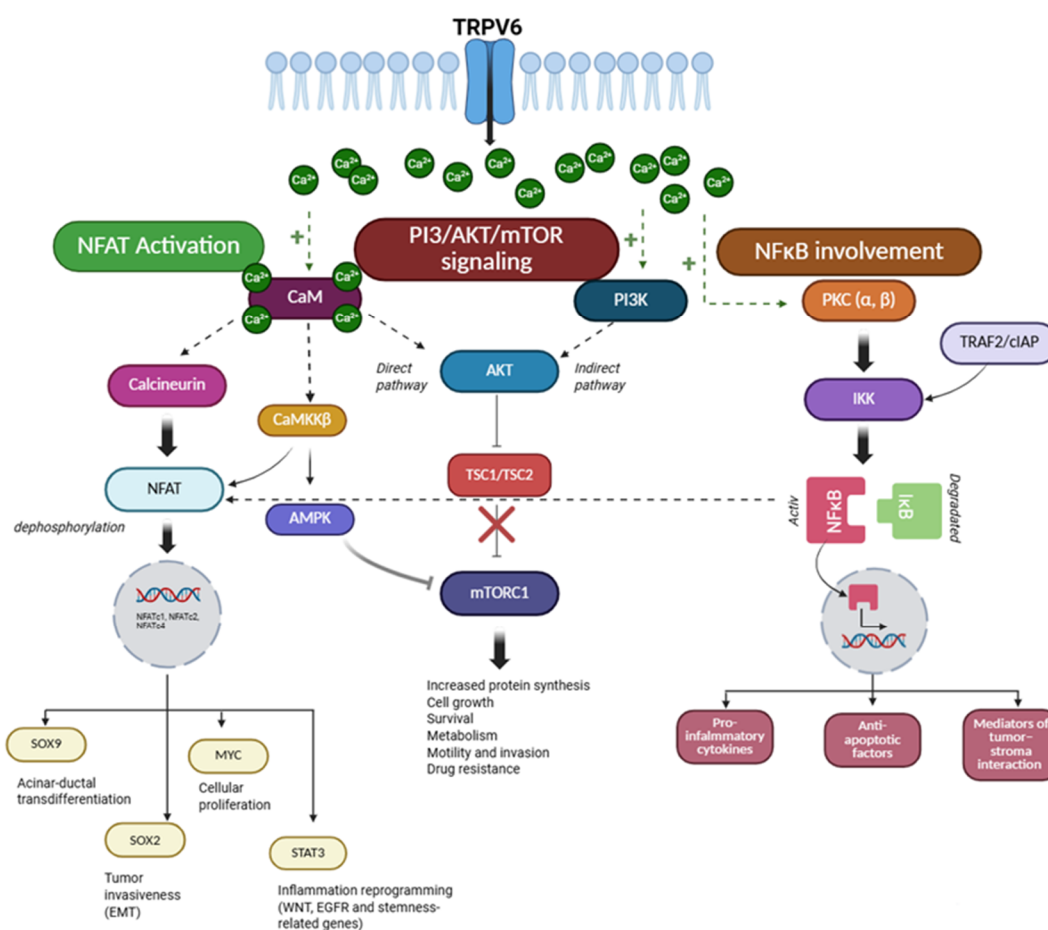 TRPV6
Ca²⁺
Ca²⁺
Ca²⁺
Ca²⁺
Ca²⁺
Ca²⁺
Ca²⁺
Ca²⁺
Ca²⁺
Ca²⁺
Ca²⁺
Ca²⁺
Ca²⁺
NFAT Activation
PI3/AKT/mTOR
signaling
NFκB involvement
+
+
+
Ca²⁺
Ca²⁺
CaM
Ca²⁺
Ca²⁺
PI3K
PKC (α, β)
TRAF2/cIAP
Calcineurin
Direct
pathway
AKT
Indirect
pathway
IKK
CaMKKβ
NFAT
TSC1/TSC2
Activ
NFκB
IκB
Degraded
dephosphorylation
AMPK
mTORC1
NFATc1, NFATc2,
NFATc4
Increased protein synthesis
Cell growth
Survival
Metabolism
Motility and invasion
Drug resistance
SOX9
Acinar-ductal
transdifferentiation
MYC
Cellular
proliferation
SOX2
Tumor
invasiveness
(EMT)
STAT3
Inflammation reprogramming
(WNT, EGFR and stemness-
related genes)
Pro-
infalmmatory
cytokines
Anti-
apoptotic
factors
Mediators of
tumor–
stroma
interaction